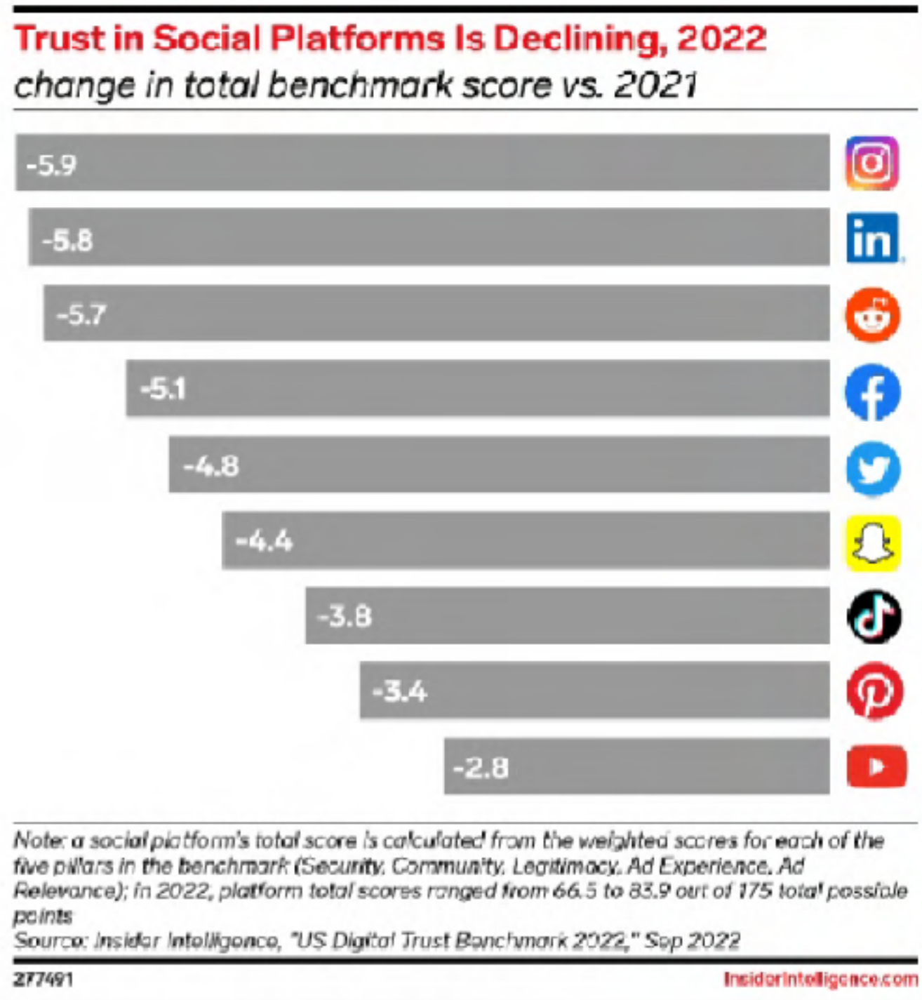 Trust in Social Platforms Is Declining, 2022
change in total benchmark score vs. 2021
-5.9
-5.8
in
-5.7
-5.1
-4.8
-4.4
-3.8
-3.4
-2.8
Note: a social platform's total score is calculated from the weighted scores for each of the
five pillars in the benchmark (Security, Community, Legitimacy, Ad Experience, Ad
Relevance); in 2022, platform total scores ranged from 66.5 to 83.9 out of 175 total possible
points
Source: Insider Intelligence, "US Digital Trust Benchmark 2022," Sep 2022
277491
InsiderIntelligence.com